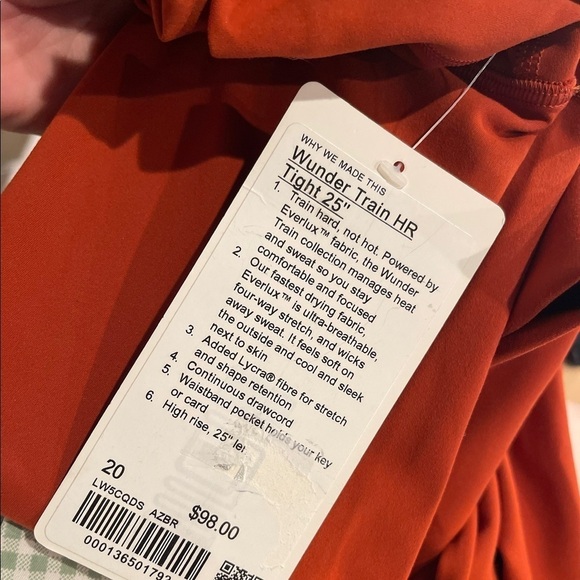 WHY WE MADE THIS
Wunder Train HR
Tight 25"
1. Train hard, not hot. Powered by
Everlux™ fabric, the Wunder
Train collection manages heat
and sweat so you stay
comfortable and focused
2 Our fastest drying fabric,
Everlux™ is ultra-breathable,
four-way stretch, and wicks
away sweat. It feels soft on
the outside and cool and sleek
next to skin
3. Added Lycra® fibre for stretch
and shape retention
4. Continuous drawcord
5. Waistband pocket holds your key
or card
6. High rise, 25" le
20
LW5CQDS AZBR
$98.00
00013650179